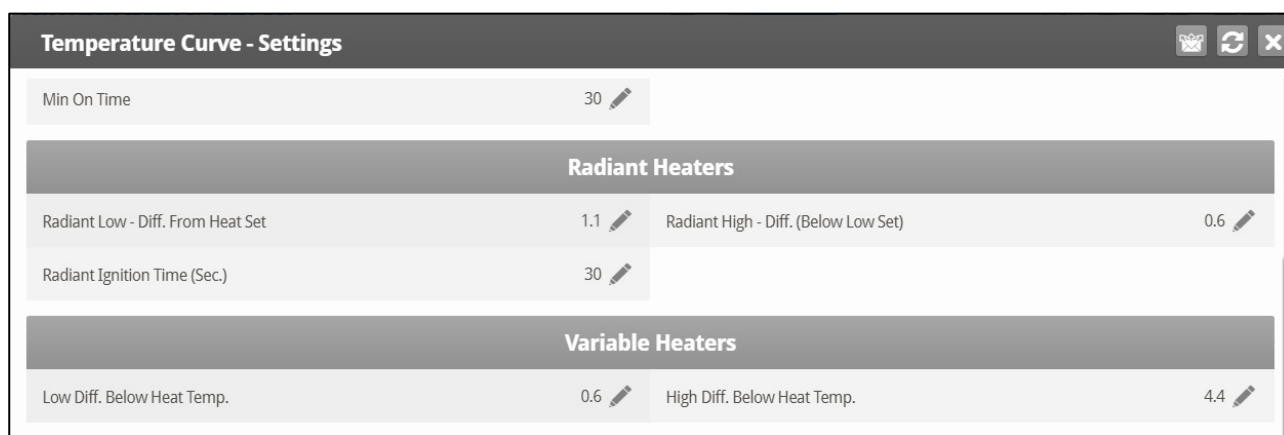 Temperature Curve - Settings
Min On Time 30
Radiant Heaters
Radiant Low - Diff. From Heat Set 1.1 Radiant High - Diff. (Below Low Set) 0.6
Radiant Ignition Time (Sec.) 30
Variable Heaters
Low Diff. Below Heat Temp. 0.6 High Diff. Below Heat Temp. 4.4